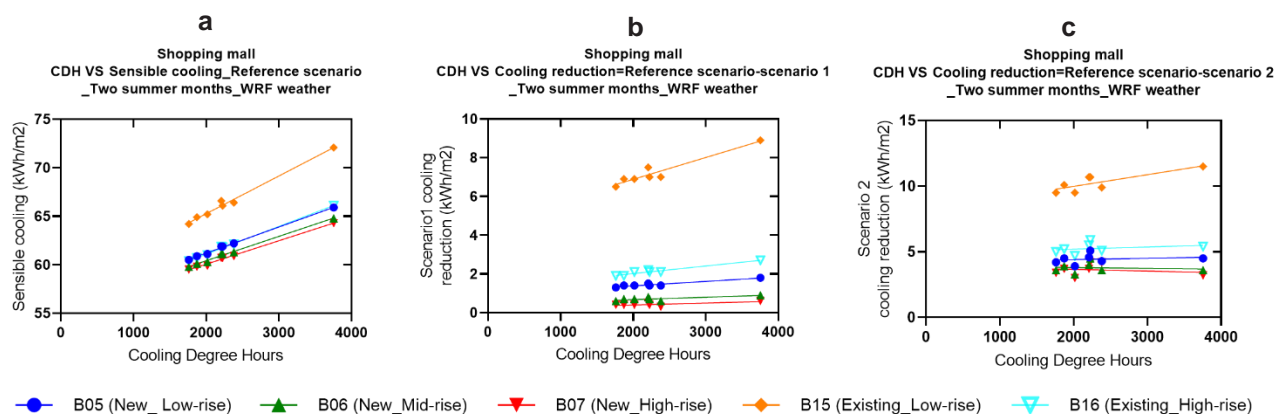 a
Shopping mall
CDH VS Sensible cooling_Reference scenario
_Two summer months_WRF weather
75
70
65
60
55
Sensible cooling (kWh/m2)
0
1000
2000
3000
4000
Cooling Degree Hours
b
Shopping mall
CDH VS Cooling reduction=Reference scenario-scenario 1
_Two summer months_WRF weather
10
8
6
4
2
0
Scenario1 cooling
reduction (kWh/m2)
0
1000
2000
3000
4000
Cooling Degree Hours
c
Shopping mall
CDH VS Cooling reduction=Reference scenario-scenario 2
_Two summer months_WRF weather
15
10
5
0
Scenario 2
cooling reduction (kWh/m2)
0
1000
2000
3000
4000
Cooling Degree Hours
B05 (New_ Low-rise)
B06 (New_Mid-rise)
B07 (New_High-rise)
B15 (Existing_Low-rise)
B16 (Existing_High-rise)